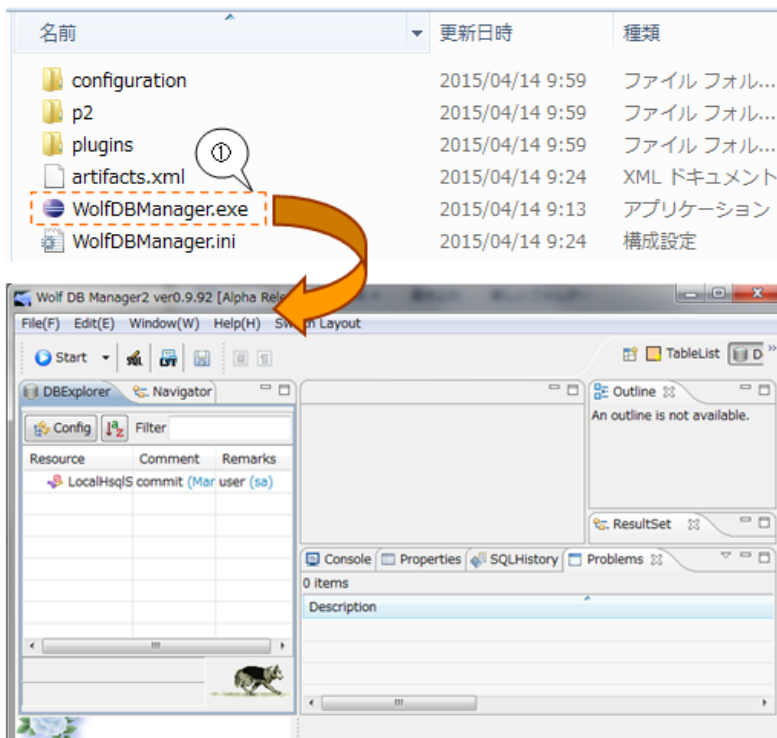 名前 更新日時 種類
configuration 2015/04/14 9:59 ファイル フォル...
p2 2015/04/14 9:59 ファイル フォル...
plugins 2015/04/14 9:59 ファイル フォル...
①
artifacts.xml 2015/04/14 9:24 XML ドキュメント
WolfDBManager.exe 2015/04/14 9:13 アプリケーション
WolfDBManager.ini 2015/04/14 9:24 構成設定
Wolf DB Manager2 ver0.9.92 [Alpha Rele
File(F) Edit(E) Window(W) Help(H) Sw h Layout
Start TableList D
DBExplorer Navigator Outline
An outline is not available.
Config Filter
Resource Comment Remarks
LocalHsqlS commit (Mar user (sa)
ResultSet
Console Properties SQLHistory Problems
0 items
Description